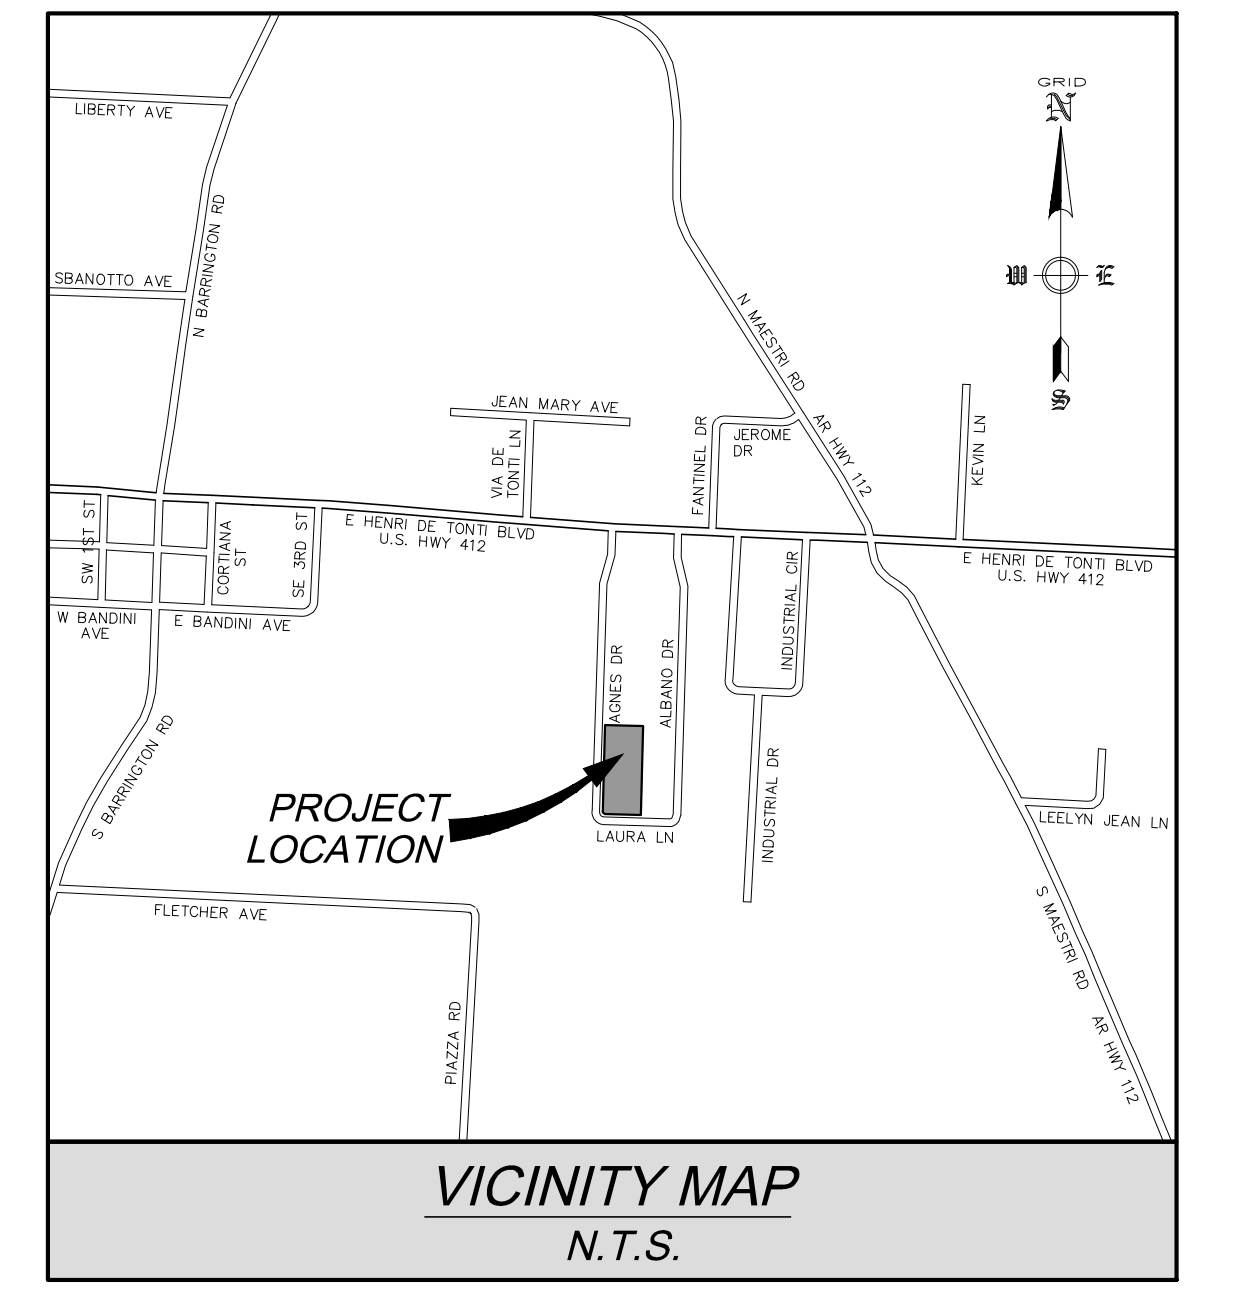 GRID
N
LIBERTY AVE
N BARRINGTON RD
SBANOTTO AVE
W
E
N MAESTRI RD
S
JEAN MARY AVE
VIA DE
TONTI LN
FANTINEL DR
JEROME
DR
AR HWY 112
KEVIN LN
SW 1ST ST
CORTIANA
ST
SE 3RD ST
E HENRI DE TONTI BLVD
U.S. HWY 412
E HENRI DE TONTI BLVD
U.S. HWY 412
INDUSTRIAL CIR
W BANDINI
AVE
E BANDINI AVE
AGNES DR
ALBANO DR
S BARRINGTON RD
INDUSTRIAL DR
PROJECT
LOCATION
LAURA LN
LEELYN JEAN LN
FLETCHER AVE
S MAESTRI RD
PIAZZA RD
AR HWY 112
VICINITY MAP
N.T.S.